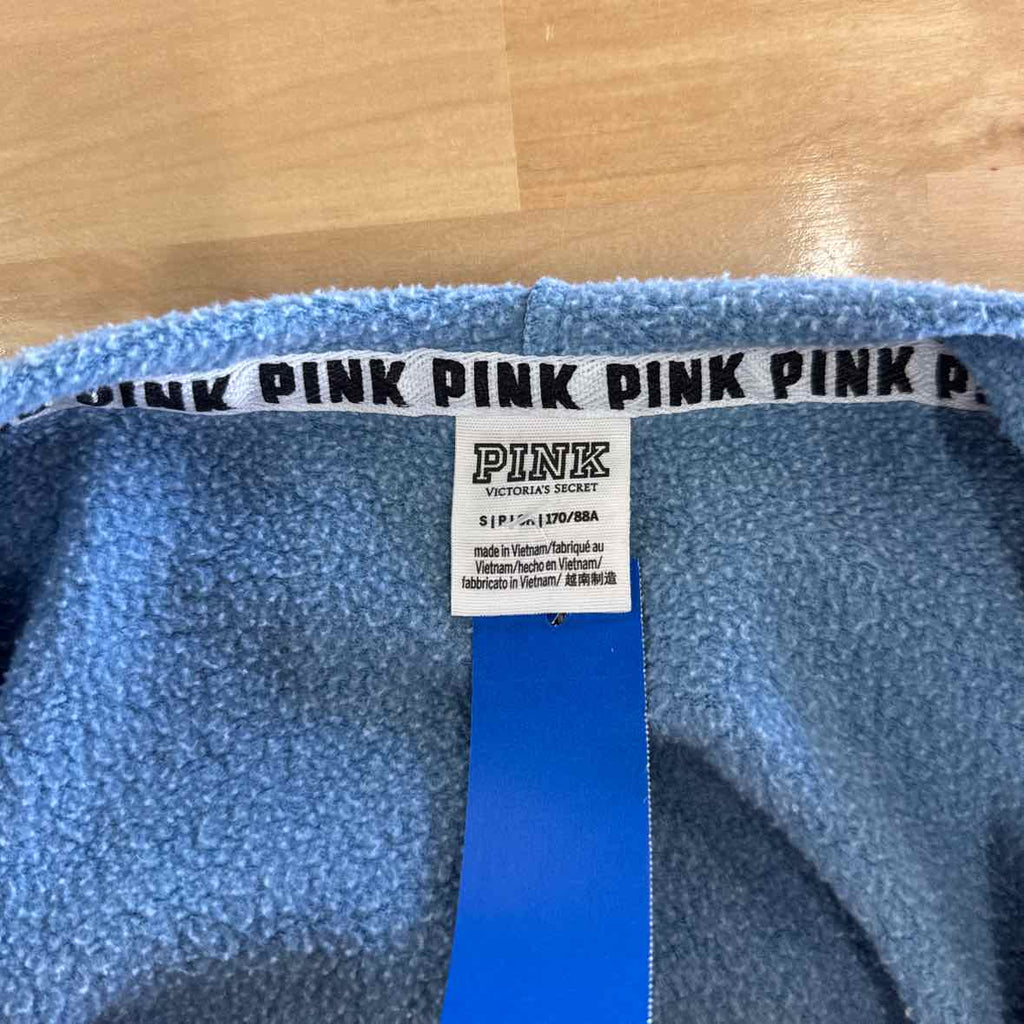 PINK PINK PINK PINK PINK
PINK
VICTORIA'S SECRET
S | P | | 170/88A
made in Vietnam/fabriqué au
Vietnam/hecho en Vietnam/
fabbricato in Vietnam/ 越南制造